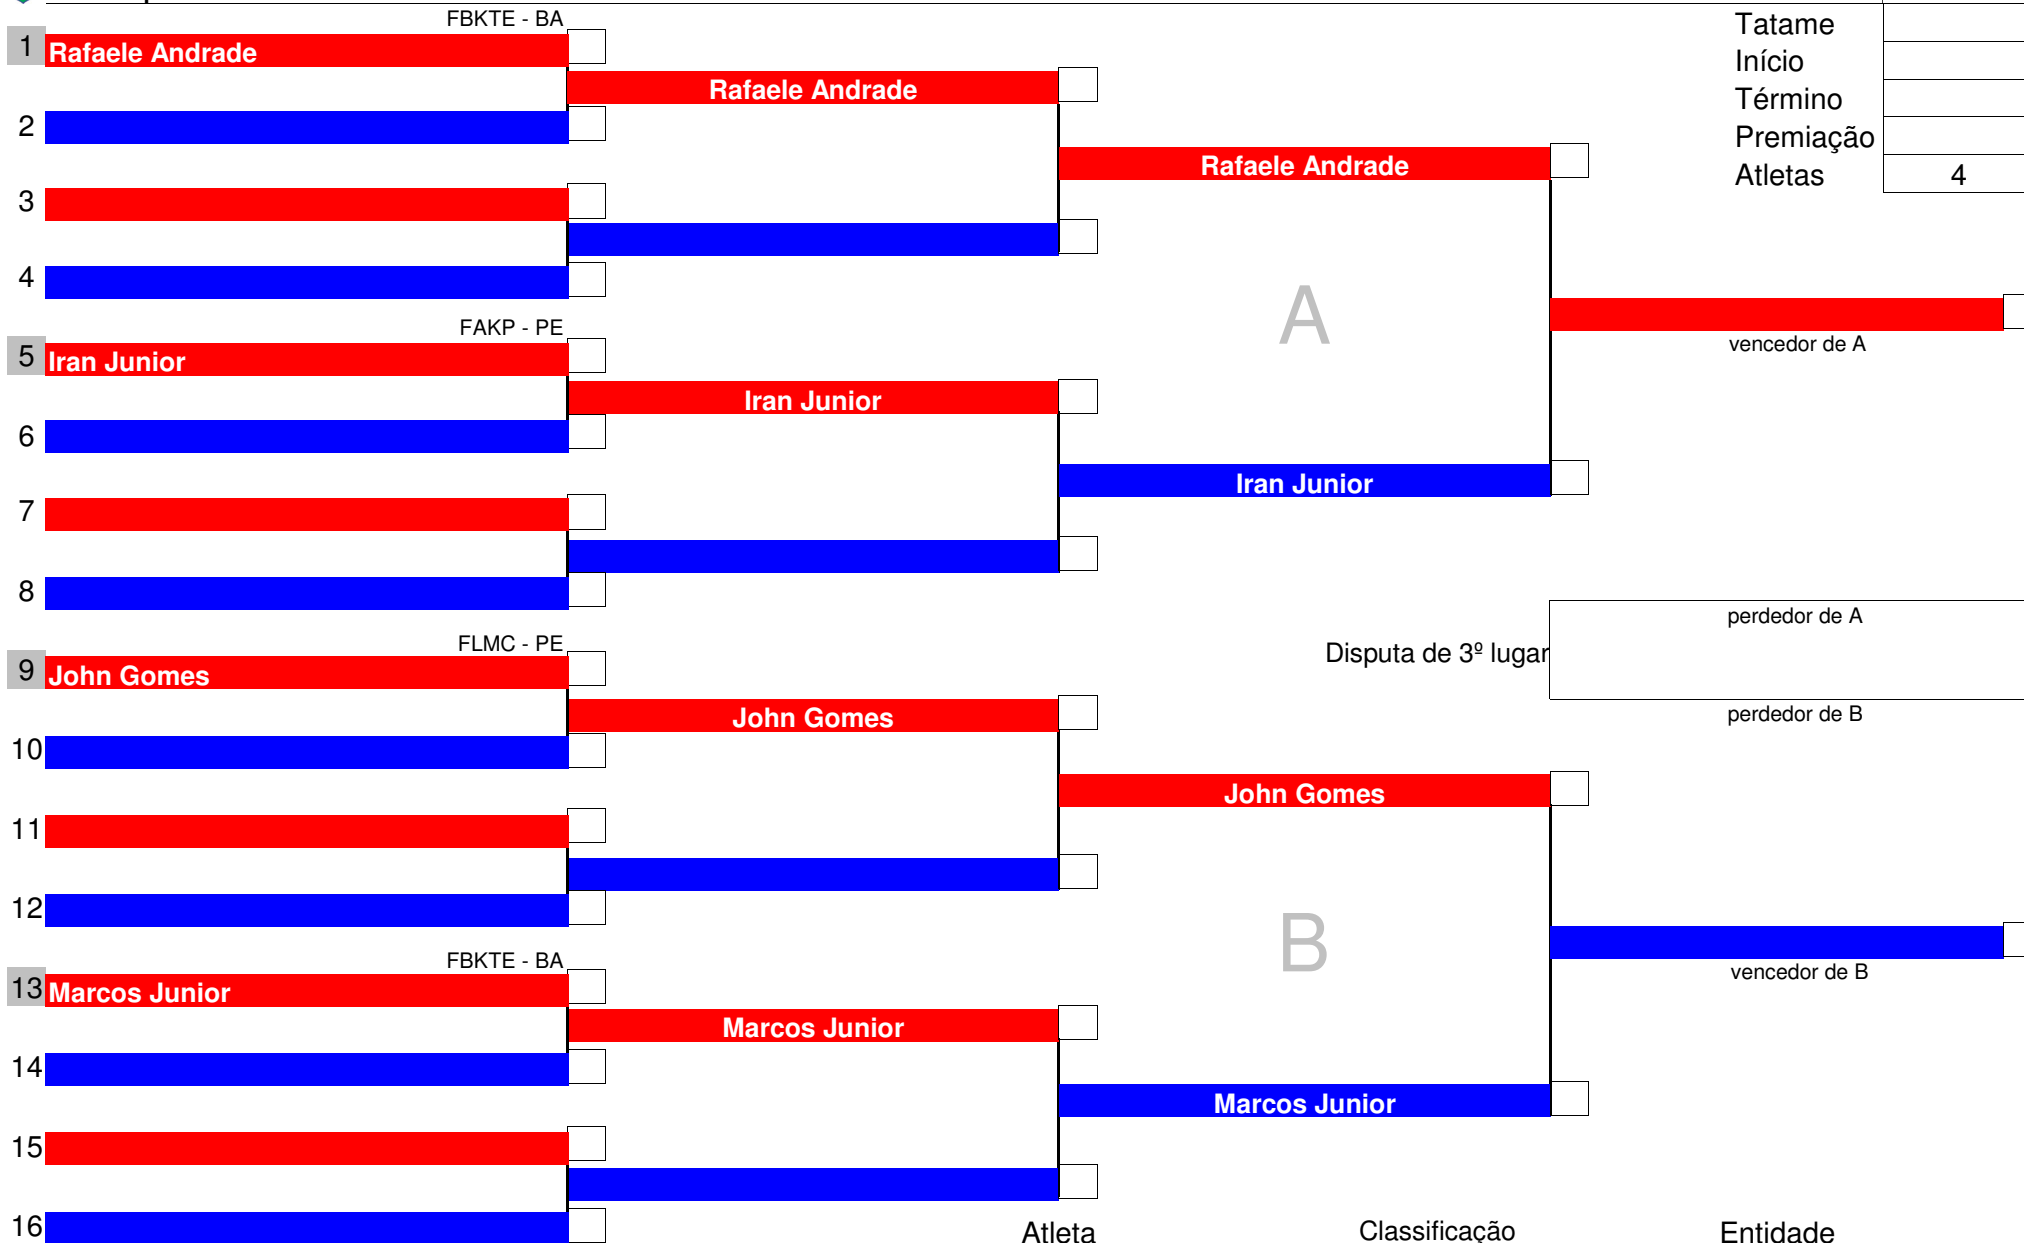 FBKTE - BA
1 Rafaele Andrade
Rafaele Andrade
2
Rafaele Andrade
3
4
Tatame
Início
Término
Premiação
Atletas 4
A
vencedor de A
FAKP - PE
5 Iran Junior
Iran Junior
6
Iran Junior
7
8
perdedor de A
Disputa de 3º lugar
perdedor de B
FLMC - PE
9 John Gomes
John Gomes
10
John Gomes
11
12
B
vencedor de B
FBKTE - BA
13 Marcos Junior
Marcos Junior
14
Marcos Junior
15
16
Atleta Classificação Entidade